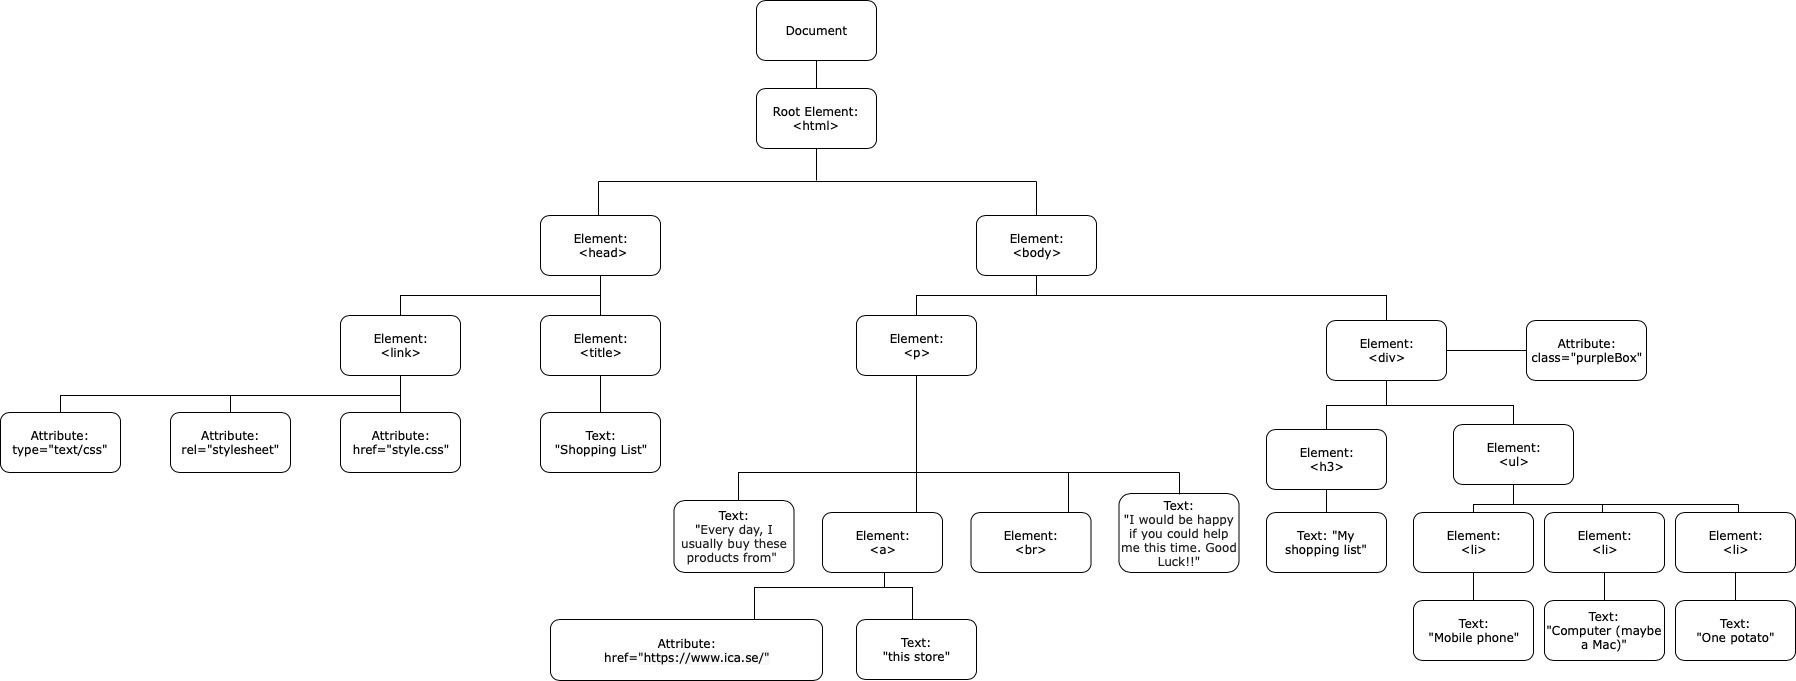 Document
Root Element:
<html>
Element:
<head>
Element:
<body>
Element:
<link>
Element:
<title>
Element:
<p>
Element:
<div>
Attribute:
class="purpleBox"
Attribute:
type="text/css"
Attribute:
rel="stylesheet"
Attribute:
href="style.css"
Text:
"Shopping List"
Element:
<h3>
Element:
<ul>
Text:
"Every day, I
usually buy these
products from"
Element:
<a>
Element:
<br>
Text:
"I would be happy
if you could help
me this time. Good
Luck!!"
Text: "My
shopping list"
Element:
<li>
Element:
<li>
Element:
<li>
Attribute:
href="https://www.ica.se/"
Text:
"this store"
Text:
"Mobile phone"
Text:
"Computer (maybe
a Mac)"
Text:
"One potato"